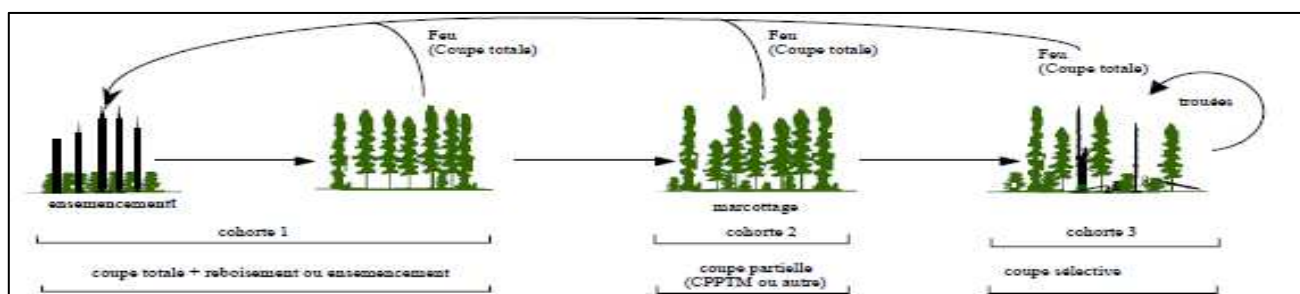 Feu
(Coupe totale)
Feu
(Coupe totale)
Feu
(Coupe totale)
trouées
ensemencement
marcottage
cohorte 1
cohorte 2
cohorte 3
coupe totale + reboisement ou ensemencement
coupe partielle
(CPPTM ou autre)
coupe sélective